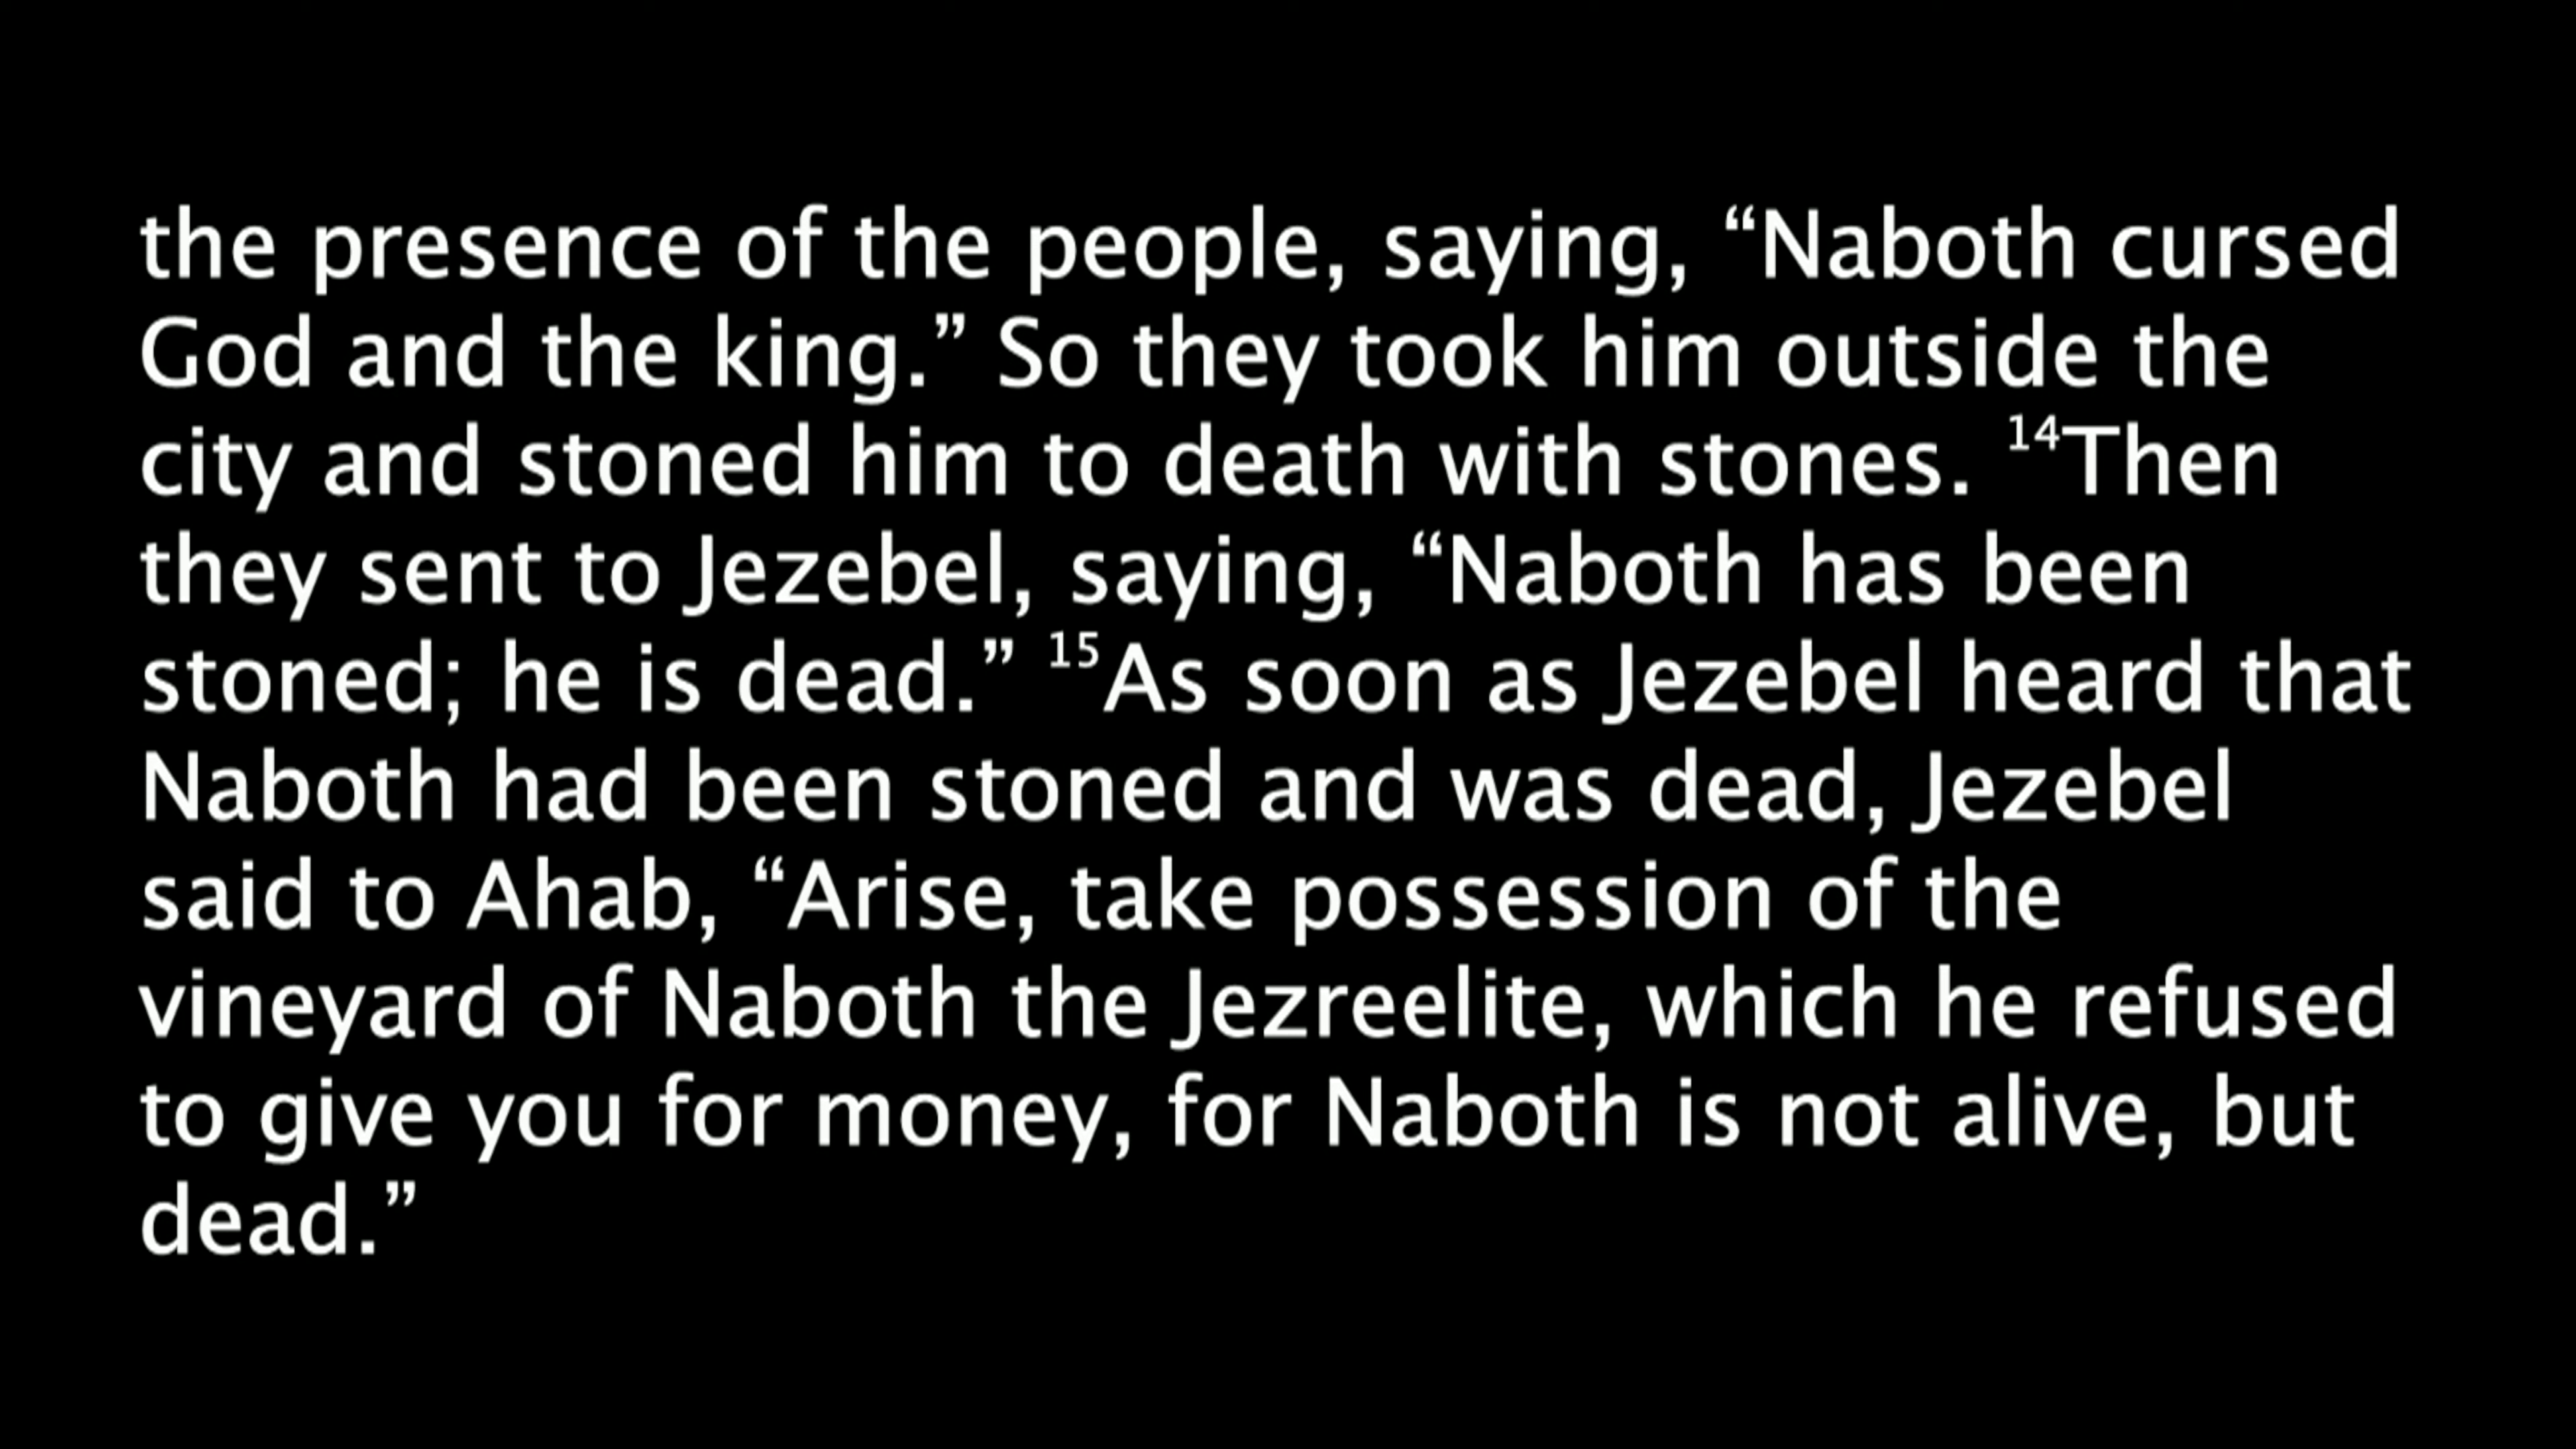 the presence of the people, saying, “Naboth cursed
God and the king.” So they took him outside the
city and stoned him to death with stones. ¹⁴Then
they sent to Jezebel, saying, “Naboth has been
stoned; he is dead.” ¹⁵As soon as Jezebel heard that
Naboth had been stoned and was dead, Jezebel
said to Ahab, “Arise, take possession of the
vineyard of Naboth the Jezreelite, which he refused
to give you for money, for Naboth is not alive, but
dead.”